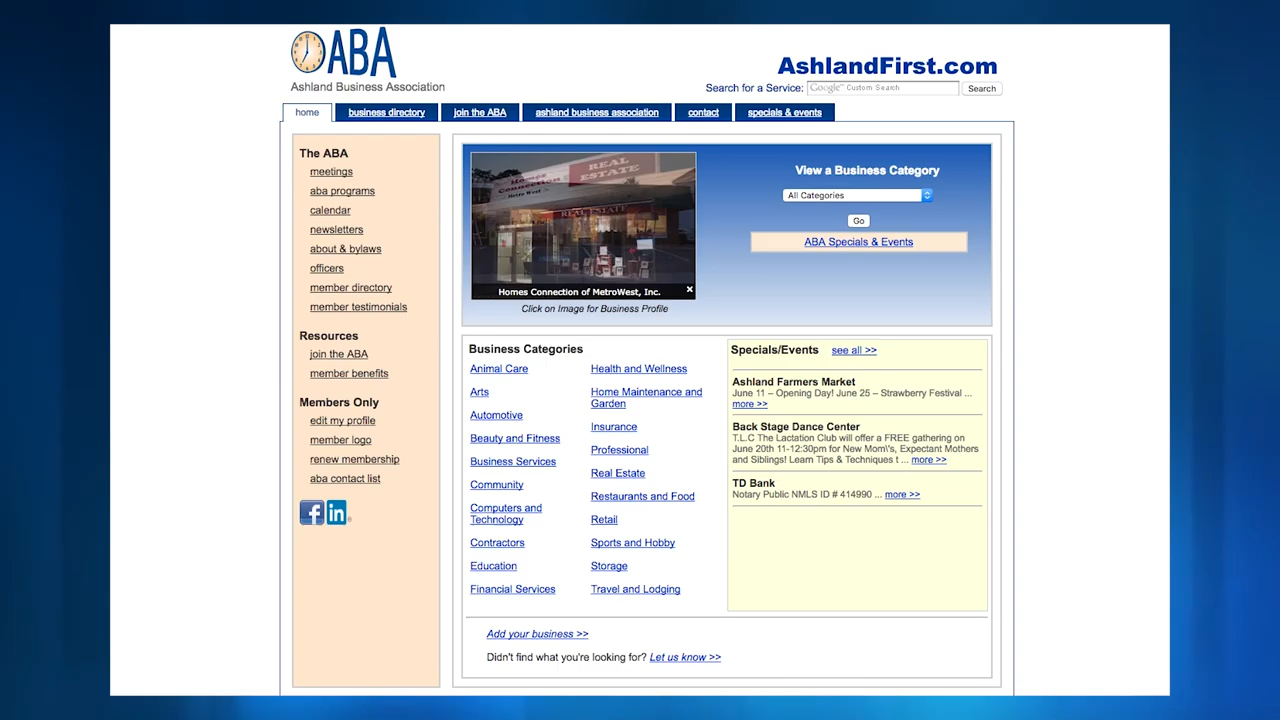 ABA
Ashland Business Association
AshlandFirst.com
Search for a Service: Google™ Custom Search Search
home business directory join the ABA ashland business association contact specials & events
The ABA
meetings
aba programs
calendar
newsletters
about & bylaws
officers
member directory
member testimonials
Resources
join the ABA
member benefits
Members Only
edit my profile
member logo
renew membership
aba contact list
f in
REAL ESTATE
Homes Connection
Metro West
REAL ESTATE
Homes Connection of MetroWest, Inc. ×
Click on Image for Business Profile
View a Business Category
All Categories
Go
ABA Specials & Events
Business Categories
Animal Care
Arts
Automotive
Beauty and Fitness
Business Services
Community
Computers and
Technology
Contractors
Education
Financial Services
Health and Wellness
Home Maintenance and
Garden
Insurance
Professional
Real Estate
Restaurants and Food
Retail
Sports and Hobby
Storage
Travel and Lodging
Specials/Events see all >>
Ashland Farmers Market
June 11 – Opening Day! June 25 – Strawberry Festival ...
more >>
Back Stage Dance Center
T.L.C The Lactation Club will offer a FREE gathering on
June 20th 11-12:30pm for New Mom\'s, Expectant Mothers
and Siblings! Learn Tips & Techniques t ... more >>
TD Bank
Notary Public NMLS ID # 414990 ... more >>
Add your business >>
Didn't find what you're looking for? Let us know >>